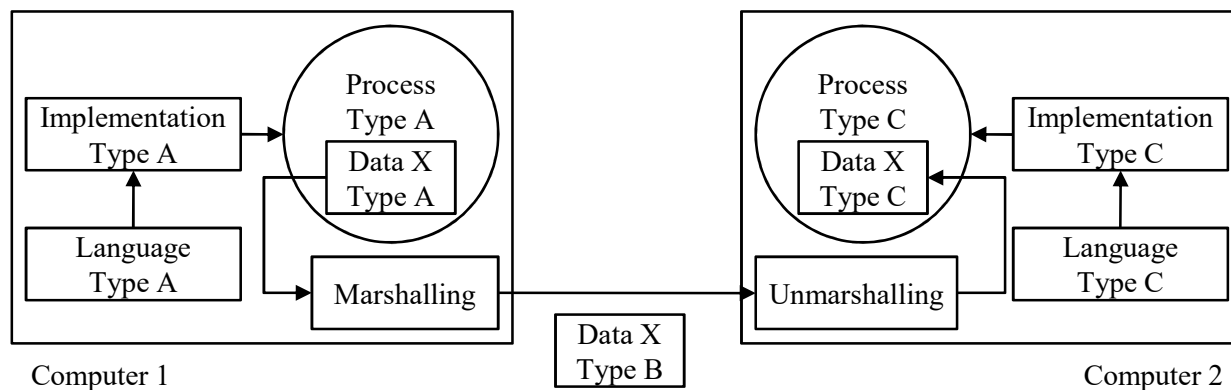 Process
Type A
Implementation
Type A
Data X
Type A
Language
Type A
Marshalling
Computer 1
Data X
Type B
Process
Type C
Implementation
Type C
Data X
Type C
Language
Type C
Unmarshalling
Computer 2